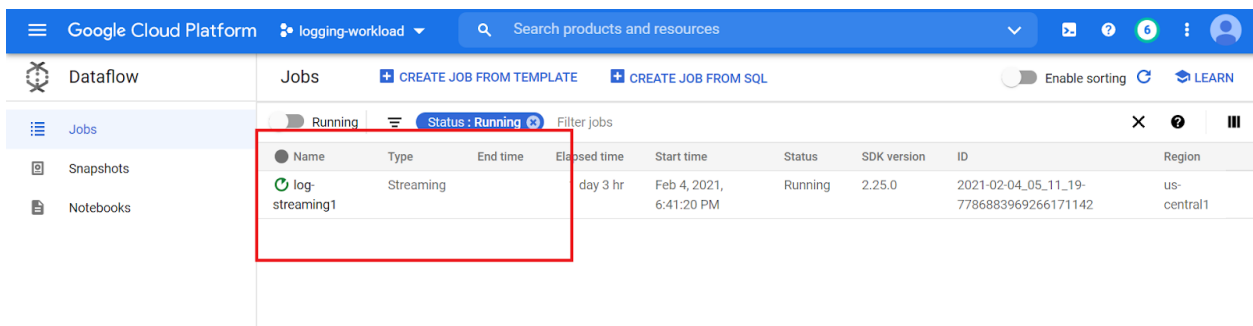 Google Cloud Platform logging-workload Search products and resources 6
Dataflow Jobs CREATE JOB FROM TEMPLATE CREATE JOB FROM SQL Enable sorting LEARN
Jobs
Snapshots
Notebooks
Running Status : Running Filter jobs
Name Type End time Elapsed time Start time Status SDK version ID Region
log- Streaming day 3 hr Feb 4, 2021, Running 2.25.0 2021-02-04_05_11_19- us-
streaming1 6:41:20 PM 7786883969266171142 central1